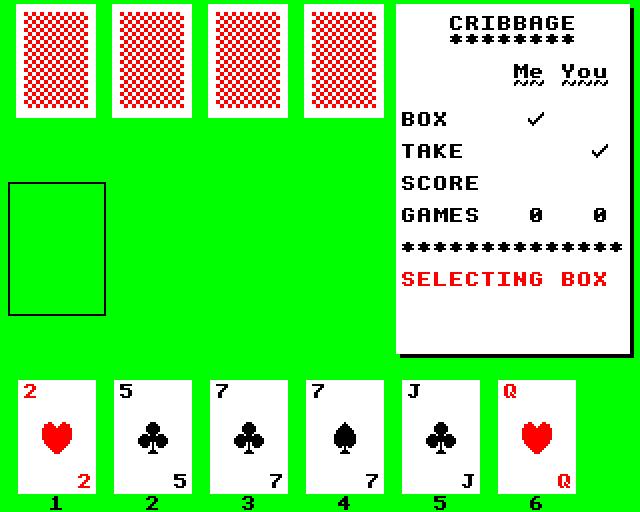 CRIBBAGE
********
Me You
BOX ✓
TAKE ✓
SCORE
GAMES 0 0
**************
SELECTING BOX
2 5 7 7 J Q
2 5 7 7 J Q
1 2 3 4 5 6